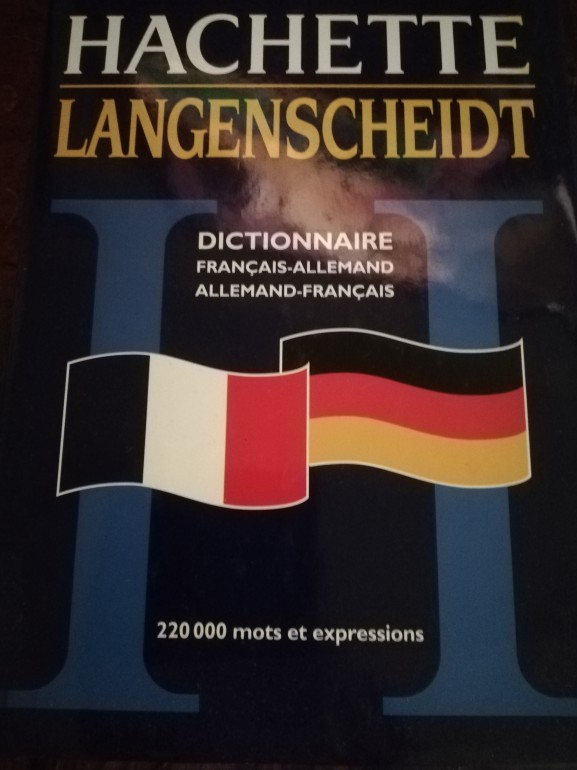 HACHETTE
LANGENSCHEIDT
DICTIONNAIRE
FRANÇAIS-ALLEMAND
ALLEMAND-FRANÇAIS
220 000 mots et expressions